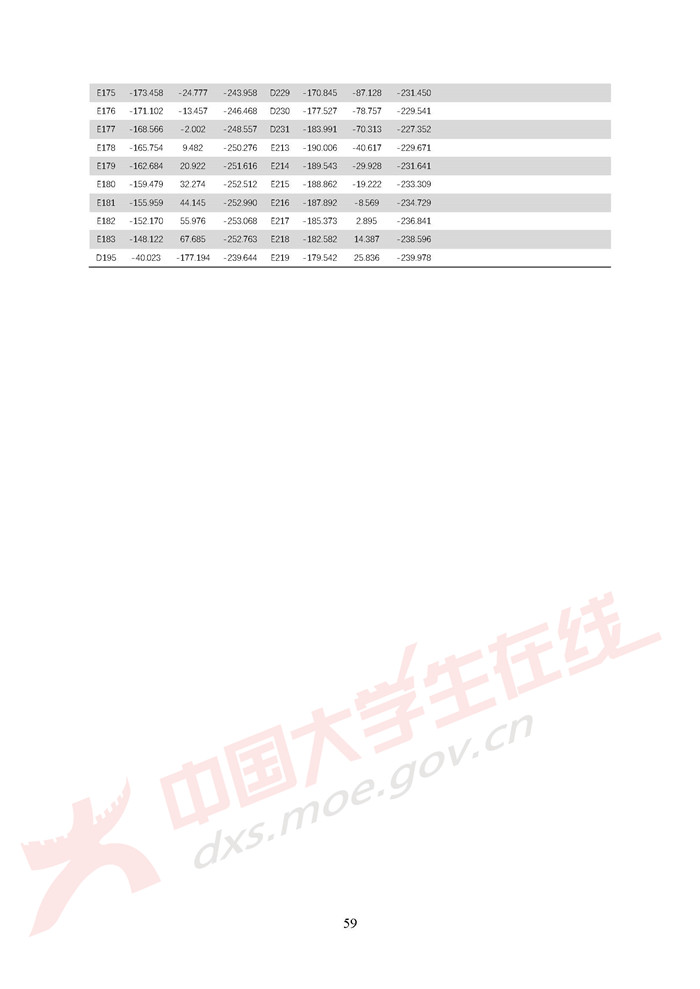 E175 -173.458 -24.777 -243.958 D229 -170.845 -87.128 -231.450
E176 -171.102 -13.457 -246.468 D230 -177.527 -78.757 -229.541
E177 -168.566 -2.002 -248.557 D231 -183.991 -70.313 -227.352
E178 -165.754 9.482 -250.276 E213 -190.006 -40.617 -229.671
E179 -162.684 20.922 -251.616 E214 -189.543 -29.928 -231.641
E180 -159.479 32.274 -252.512 E215 -188.862 -19.222 -233.309
E181 -155.959 44.145 -252.990 E216 -187.892 -8.569 -234.729
E182 -152.170 55.976 -253.068 E217 -185.373 2.895 -236.841
E183 -148.122 67.685 -252.763 E218 -182.582 14.387 -238.596
D195 -40.023 -177.194 -239.644 E219 -179.542 25.836 -239.978
中国大学生在线
dxs.moe.gov.cn
59